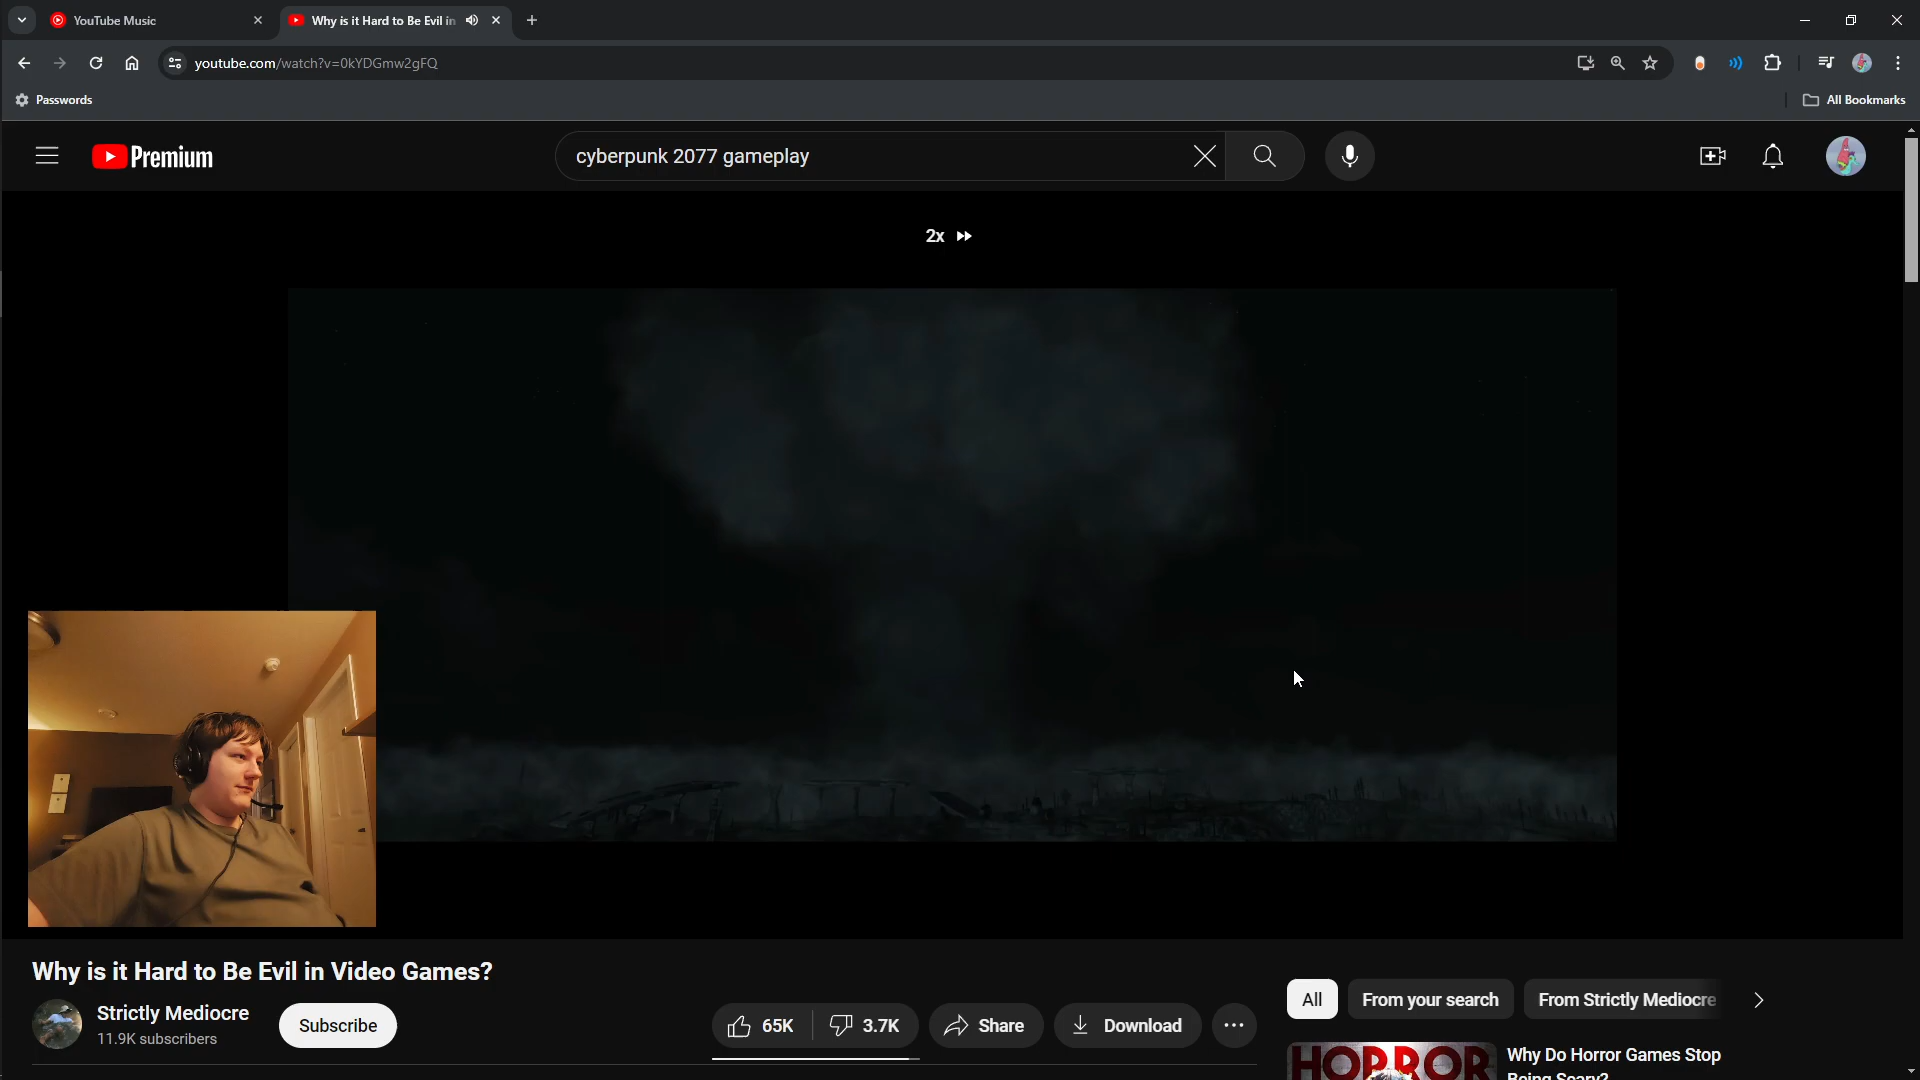 YouTube Music
Why is it Hard to Be Evil in
youtube.com/watch?v=0kYDGmw2gFQ
Passwords
All Bookmarks
Premium
cyberpunk 2077 gameplay
2x
Why is it Hard to Be Evil in Video Games?
Strictly Mediocre
11.9K subscribers
Subscribe
65K
3.7K
Share
Download
All
From your search
From Strictly Mediocre
HORROR
Why Do Horror Games Stop
Being Scary?